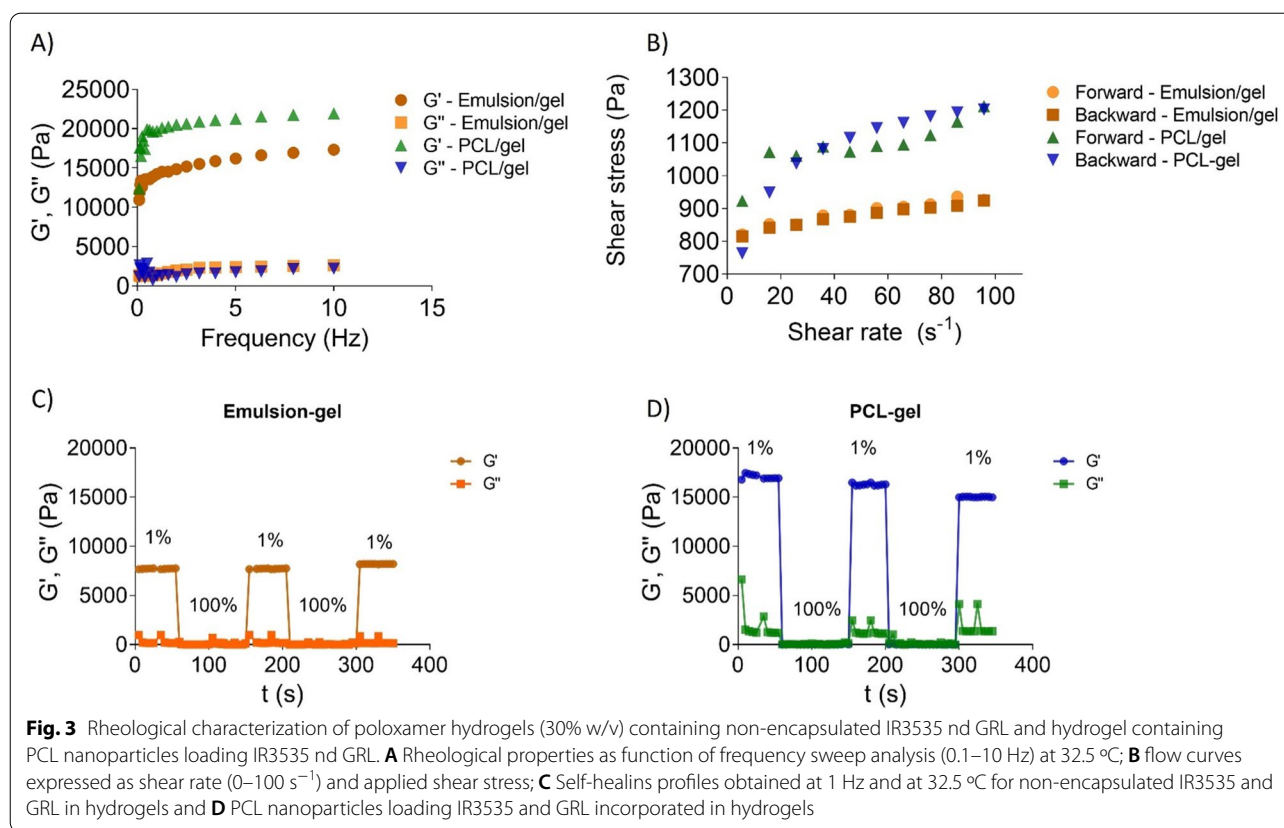 A)
G', G'' (Pa)
25000
20000
15000
10000
5000
0
0
5
10
15
Frequency (Hz)
G' - Emulsion/gel
G'' - Emulsion/gel
G' - PCL/gel
G'' - PCL/gel
B)
Shear stress (Pa)
1300
1200
1100
1000
900
800
700
0
20
40
60
80
100
Shear rate (s⁻¹)
Forward - Emulsion/gel
Backward - Emulsion/gel
Forward - PCL/gel
Backward - PCL-gel
C)
Emulsion-gel
G', G'' (Pa)
20000
15000
10000
5000
0
0
100
200
300
400
t (s)
1%
1%
1%
100%
100%
G'
G''
D)
PCL-gel
G', G'' (Pa)
20000
15000
10000
5000
0
0
100
200
300
400
t (s)
1%
1%
1%
100%
100%
G'
G''
Fig. 3 Rheological characterization of poloxamer hydrogels (30% w/v) containing non-encapsulated IR3535 nd GRL and hydrogel containing
PCL nanoparticles loading IR3535 nd GRL. A Rheological properties as function of frequency sweep analysis (0.1–10 Hz) at 32.5 ºC; B flow curves
expressed as shear rate (0–100 s⁻¹) and applied shear stress; C Self-healins profiles obtained at 1 Hz and at 32.5 ºC for non-encapsulated IR3535 and
GRL in hydrogels and D PCL nanoparticles loading IR3535 and GRL incorporated in hydrogels